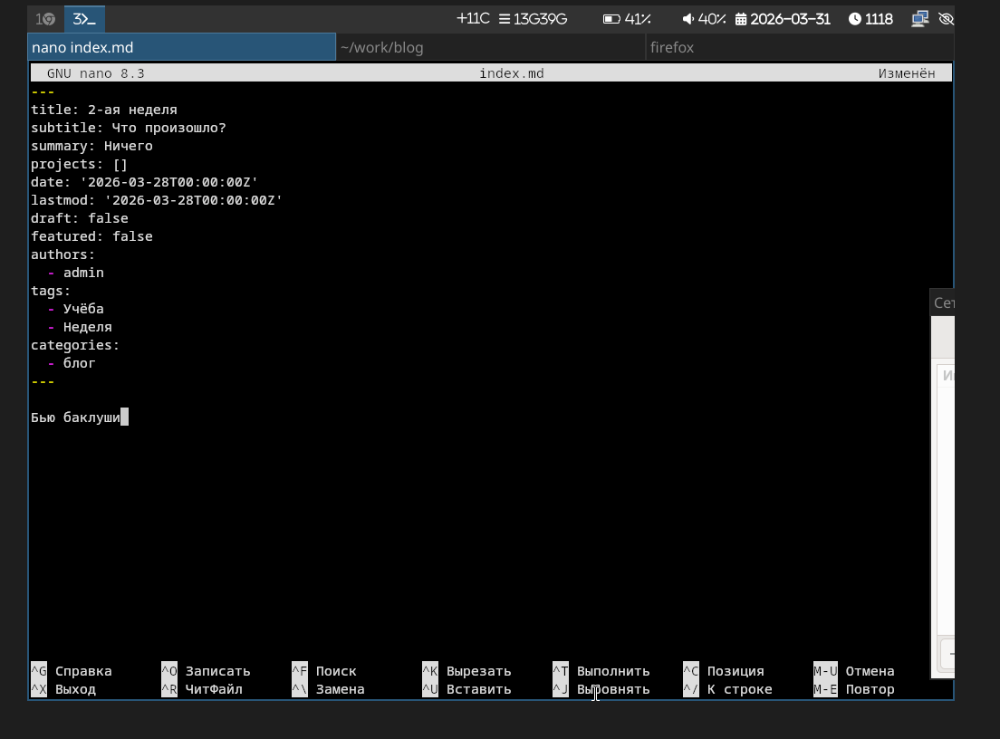 1 3 +11C 13G39G 41% 40% 2026-03-31 1118
nano index.md ~/work/blog firefox
GNU nano 8.3 index.md Изменён
---
title: 2-ая неделя
subtitle: Что произошло?
summary: Ничего
projects: []
date: '2026-03-28T00:00:00Z'
lastmod: '2026-03-28T00:00:00Z'
draft: false
featured: false
authors:
- admin
tags:
- Учёба
- Неделя
categories:
- блог
---
Бью баклуши
^G Справка ^O Записать ^F Поиск ^K Вырезать ^T Выполнить ^C Позиция M-U Отмена
^X Выход ^R ЧитФайл ^\ Замена ^U Вставить ^J Выровнять ^/ К строке M-E Повтор